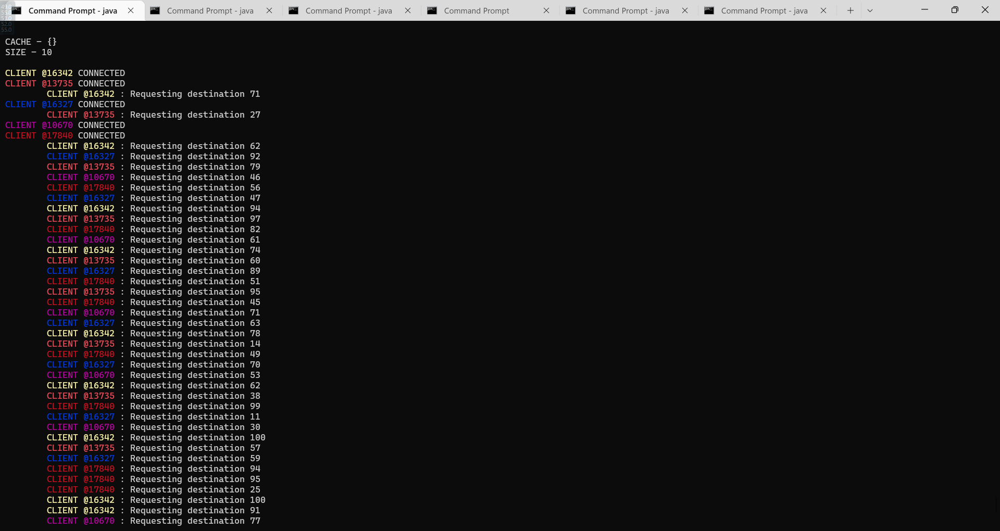 Command Prompt - java
Command Prompt - java
Command Prompt - java
Command Prompt
Command Prompt - java
Command Prompt - java
49.0
55.0
51.0
52.0
55.0
CACHE - {}
SIZE - 10
CLIENT @16342 CONNECTED
CLIENT @13735 CONNECTED
CLIENT @16342 : Requesting destination 71
CLIENT @16327 CONNECTED
CLIENT @13735 : Requesting destination 27
CLIENT @10670 CONNECTED
CLIENT @17840 CONNECTED
CLIENT @16342 : Requesting destination 62
CLIENT @16327 : Requesting destination 92
CLIENT @13735 : Requesting destination 79
CLIENT @10670 : Requesting destination 46
CLIENT @17840 : Requesting destination 56
CLIENT @16327 : Requesting destination 47
CLIENT @16342 : Requesting destination 94
CLIENT @13735 : Requesting destination 97
CLIENT @17840 : Requesting destination 82
CLIENT @10670 : Requesting destination 61
CLIENT @16342 : Requesting destination 74
CLIENT @13735 : Requesting destination 60
CLIENT @16327 : Requesting destination 89
CLIENT @17840 : Requesting destination 51
CLIENT @13735 : Requesting destination 95
CLIENT @17840 : Requesting destination 45
CLIENT @10670 : Requesting destination 71
CLIENT @16327 : Requesting destination 63
CLIENT @16342 : Requesting destination 78
CLIENT @13735 : Requesting destination 14
CLIENT @17840 : Requesting destination 49
CLIENT @16327 : Requesting destination 70
CLIENT @10670 : Requesting destination 53
CLIENT @16342 : Requesting destination 62
CLIENT @13735 : Requesting destination 38
CLIENT @17840 : Requesting destination 99
CLIENT @16327 : Requesting destination 11
CLIENT @10670 : Requesting destination 30
CLIENT @16342 : Requesting destination 100
CLIENT @13735 : Requesting destination 57
CLIENT @16327 : Requesting destination 59
CLIENT @17840 : Requesting destination 94
CLIENT @17840 : Requesting destination 95
CLIENT @17840 : Requesting destination 25
CLIENT @16342 : Requesting destination 100
CLIENT @16342 : Requesting destination 91
CLIENT @10670 : Requesting destination 77